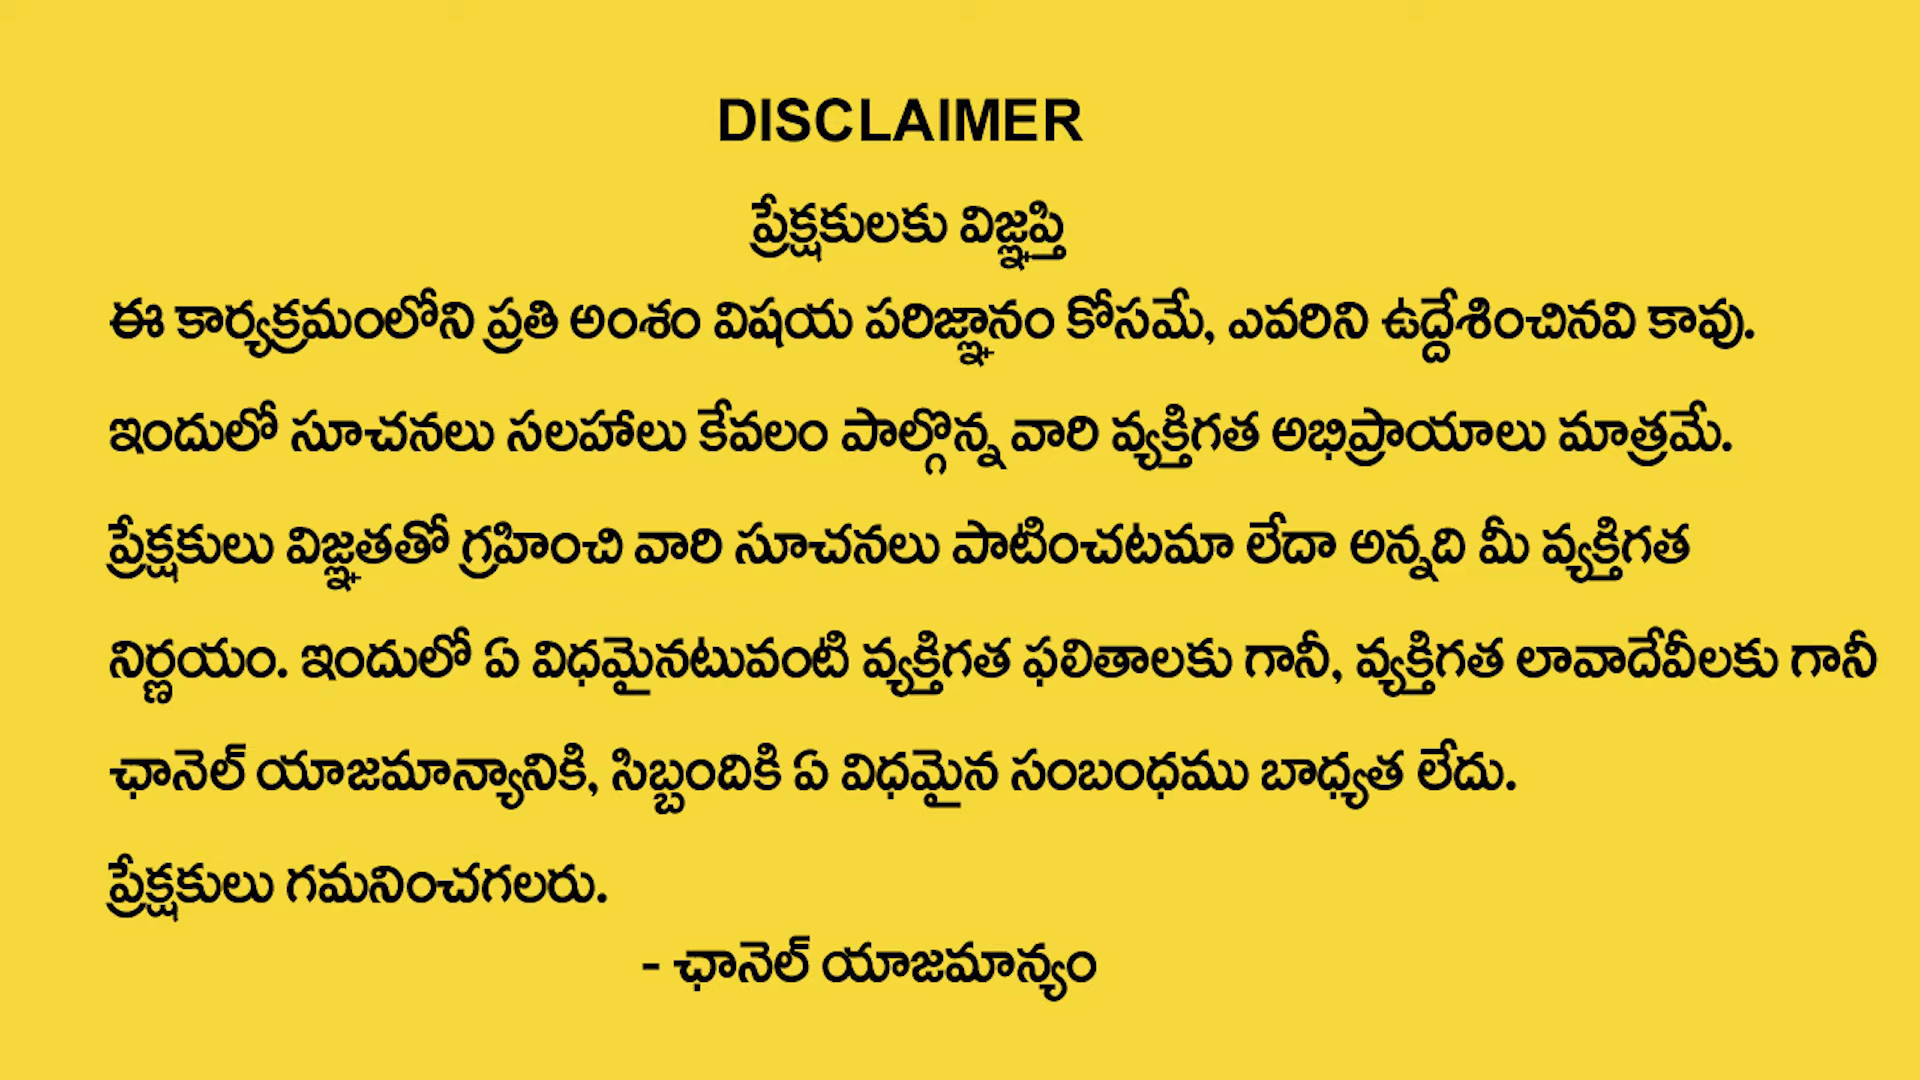 DISCLAIMER
ప్రేక్షకులకు విజ్ఞప్తి
ఈ కార్యక్రమంలోని ప్రతి అంశం విషయ పరిజ్ఞానం కోసమే, ఎవరిని ఉద్దేశించినవి కావు.
ఇందులో సూచనలు సలహాలు కేవలం పాల్గొన్న వారి వ్యక్తిగత అభిప్రాయాలు మాత్రమే.
ప్రేక్షకులు విజ్ఞతతో గ్రహించి వారి సూచనలు పాటించటమా లేదా అన్నది మీ వ్యక్తిగత
నిర్ణయం. ఇందులో ఏ విధమైనటువంటి వ్యక్తిగత ఫలితాలకు గానీ, వ్యక్తిగత లావాదేవీలకు గానీ
ఛానెల్ యాజమాన్యానికి, సిబ్బందికి ఏ విధమైన సంబంధము బాధ్యత లేదు.
ప్రేక్షకులు గమనించగలరు.
- ఛానెల్ యాజమాన్యం